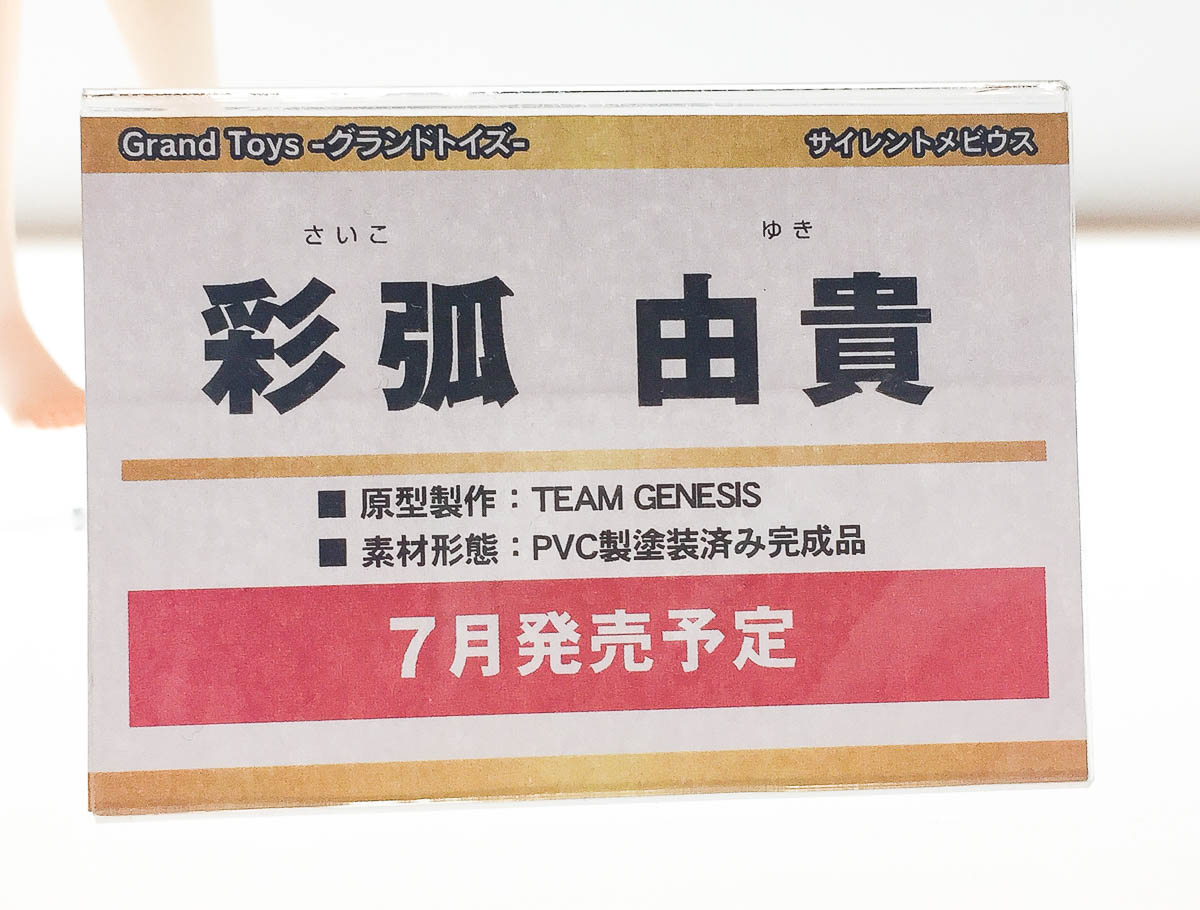 Grand Toys -グランドトイズ-
サイレントメビウス
さいこ ゆき
彩弧 由貴
■ 原型製作：TEAM GENESIS
■ 素材形態：PVC製塗装済み完成品
7月発売予定